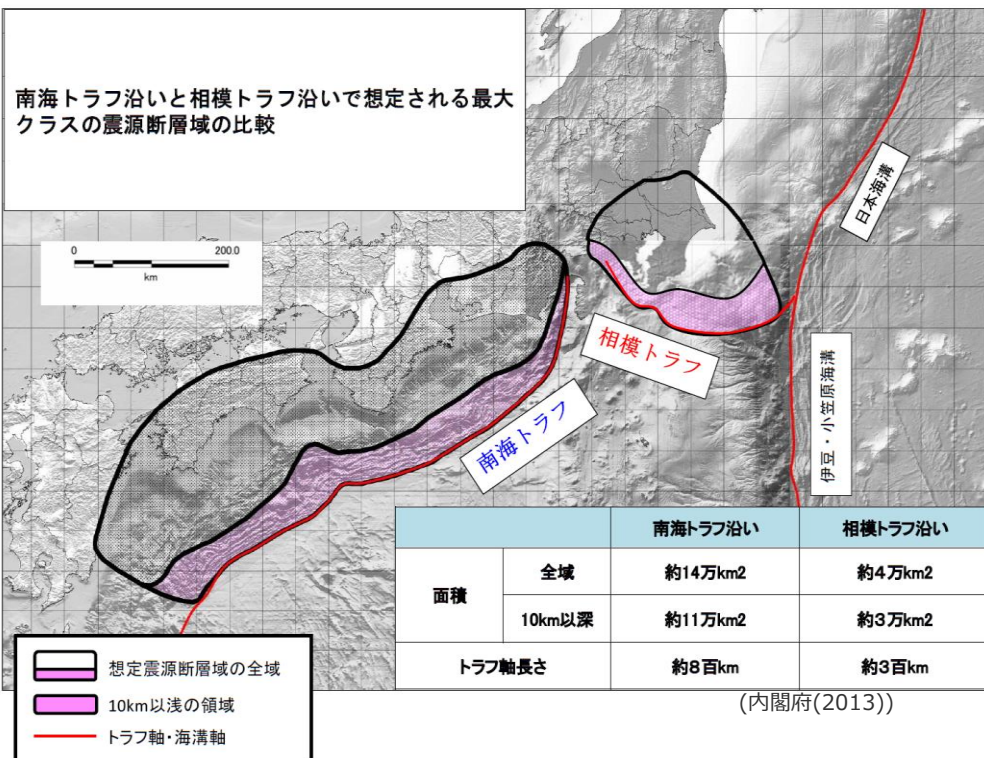 南海トラフ沿いと相模トラフ沿いで想定される最大
クラスの震源断層域の比較
0 200.0
km
日本海溝
相模トラフ
南海トラフ
伊豆・小笠原海溝
南海トラフ沿い 相模トラフ沿い
面積 全域 約14万km2 約4万km2
10km以深 約11万km2 約3万km2
トラフ軸長さ 約8百km 約3百km
想定震源断層域の全域
10km以浅の領域
トラフ軸・海溝軸
(内閣府(2013))